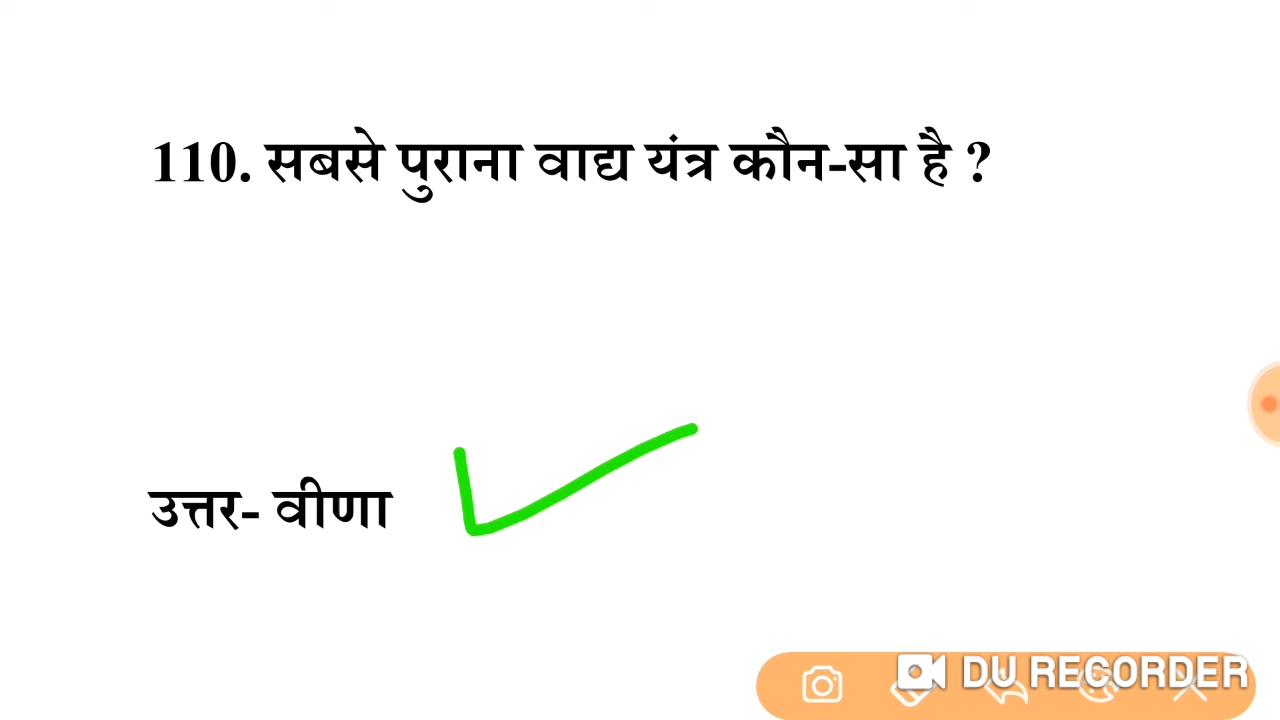 110. सबसे पुराना वाद्य यंत्र कौन-सा है ?
उत्तर- वीणा
DU RECORDER